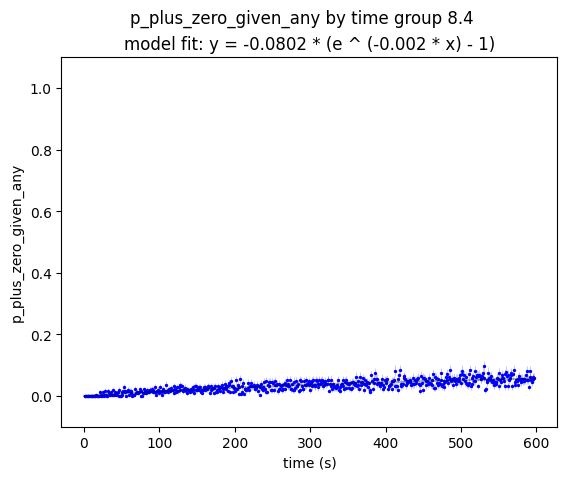 p_plus_zero_given_any by time group 8.4
model fit: y = -0.0802 * (e ^ (-0.002 * x) - 1)
1.0
0.8
0.6
0.4
0.2
0.0
p_plus_zero_given_any
0 100 200 300 400 500 600
time (s)